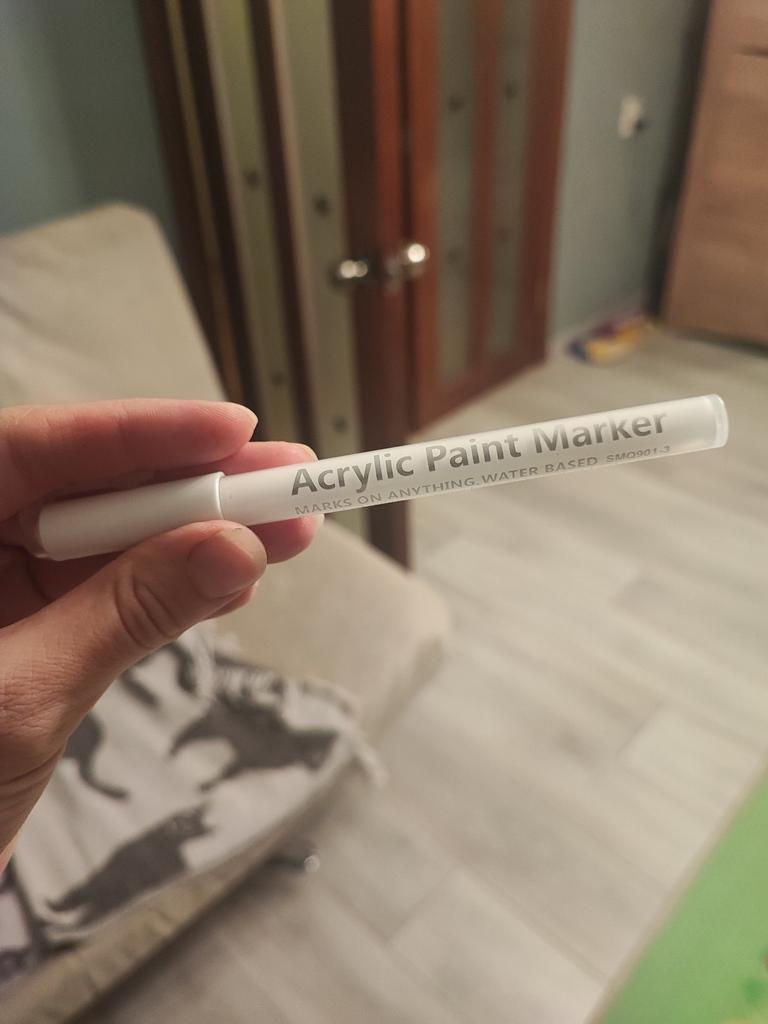 Acrylic Paint Marker
MARKS ON ANYTHING. WATER BASED SMQ901-3